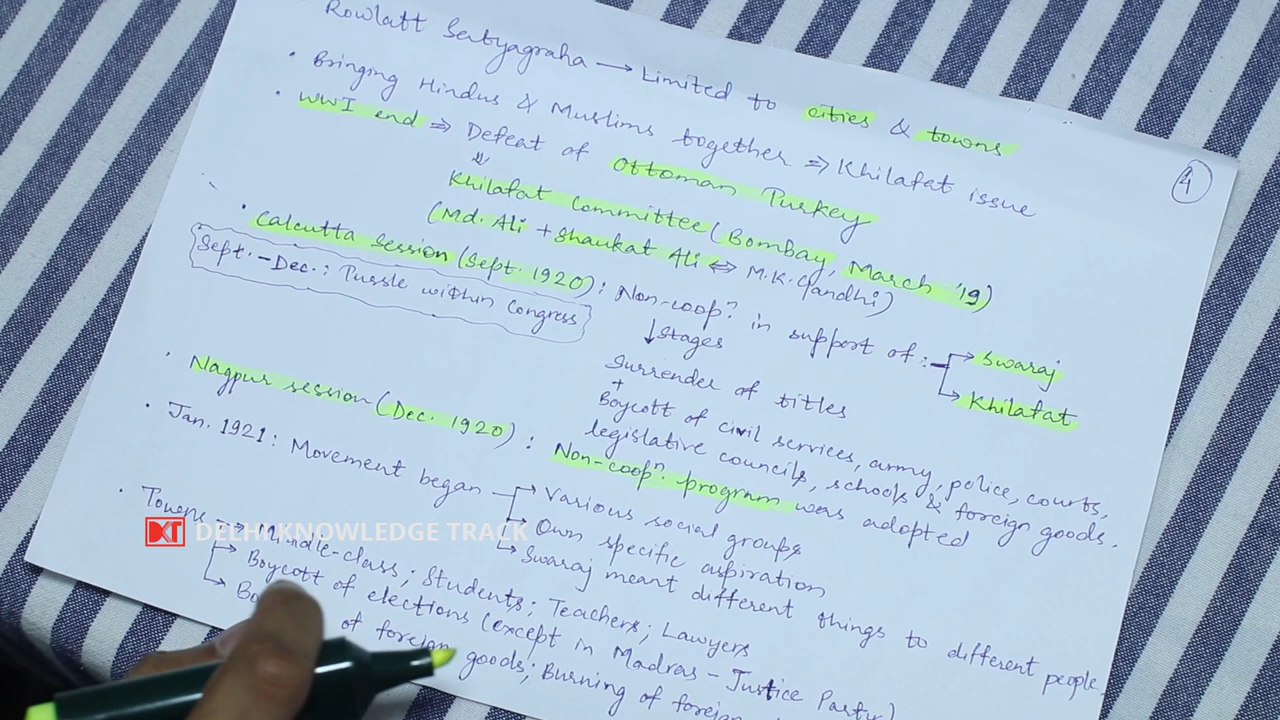 Rowlatt Satyagraha → Limited to cities & towns
• Bringing Hindus & Muslims together ⇒ Khilafat issue
• WWI end ⇒ Defeat of Ottoman Turkey
⇓
Khilafat Committee (Bombay, March '19)
(Md. Ali + Shaukat Ali ⇔ M.K. Gandhi)
• Calcutta Session (Sept. 1920): Non-coop? in support of: Swaraj
Khilafat
Sept. - Dec.: Tussle within Congress
↓ Stages
Surrender of titles
+
Boycott of civil services, army, police, courts,
legislative councils, schools & foreign goods.
• Nagpur session (Dec. 1920): Non-coopn. program was adopted
• Jan. 1921: Movement began → Various social groups
→ Own specific aspiration
→ Swaraj meant different things to different people.
• Towns → Middle-class; Students; Teachers; Lawyers
→ Boycott of elections (except in Madras - Justice Party)
of foreign goods; Burning of foreign
4
DELHI KNOWLEDGE TRACK